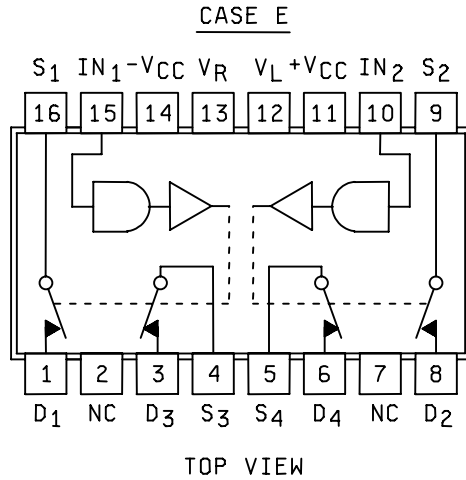 CASE E
S1 IN1 -VCC VR VL +VCC IN2 S2
16 15 14 13 12 11 10 9
1 2 3 4 5 6 7 8
D1 NC D3 S3 S4 D4 NC D2
TOP VIEW